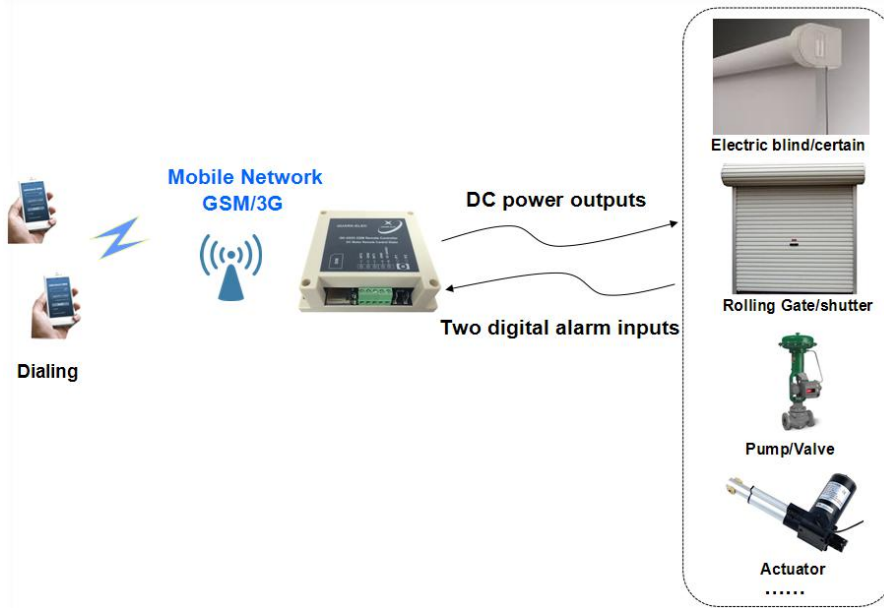 Electric blind/certain
Mobile Network
GSM/3G
DC power outputs
Rolling Gate/shutter
Two digital alarm inputs
Dialing
Pump/Valve
Actuator
......